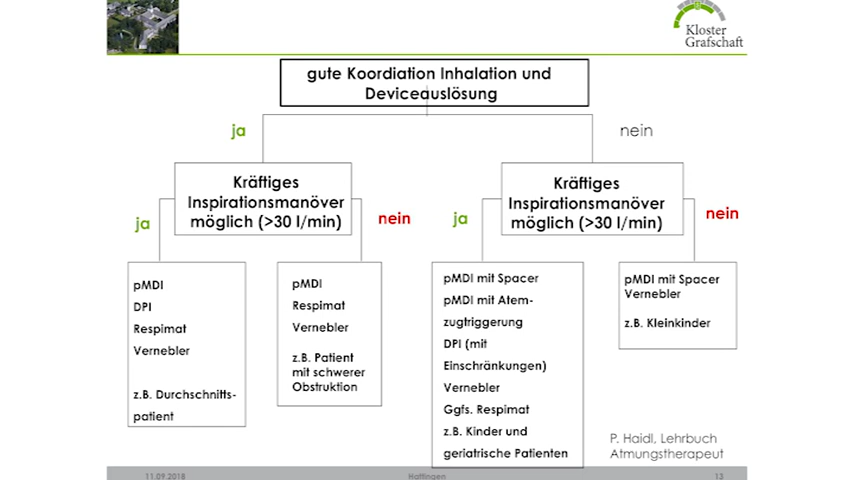 Kloster
Grafschaft
gute Koordiation Inhalation und
Deviceauslösung
ja
nein
Kräftiges
Inspirationsmanöver
möglich (>30 l/min)
Kräftiges
Inspirationsmanöver
möglich (>30 l/min)
ja
nein
ja
nein
pMDI
DPI
Respimat
Vernebler
z.B. Durchschnitts-
patient
pMDI
Respimat
Vernebler
z.B. Patient
mit schwerer
Obstruktion
pMDI mit Spacer
pMDI mit Atem-
zugtriggerung
DPI (mit
Einschränkungen)
Vernebler
Ggfs. Respimat
z.B. Kinder und
geriatrische Patienten
pMDI mit Spacer
Vernebler
z.B. Kleinkinder
P. Haidl, Lehrbuch
Atmungstherapeut
11.09.2018
Hattingen
13